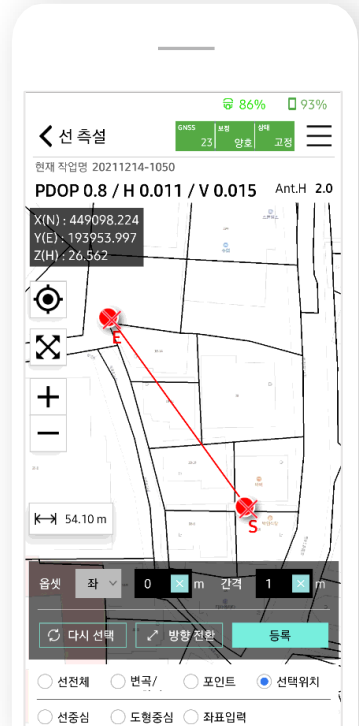 86% 93%
선 측설
GNSS 23 보정 양호 상태 고정
현재 작업명 20211214-1050
PDOP 0.8 / H 0.011 / V 0.015 Ant.H 2.0
X(N) : 449098.224
Y(E) : 193953.997
Z(H) : 26.562
E
S
54.10 m
옵셋 좌 0 m 간격 1 m
다시 선택 방향 전환 등록
선전체 변곡/ 포인트 선택위치
선중심 도형중심 좌표입력